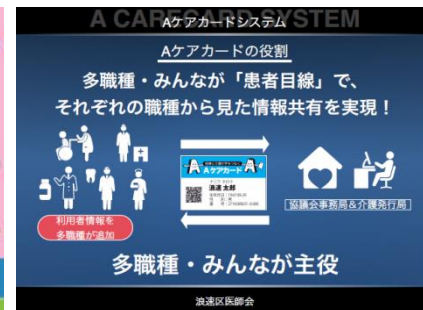 A CARECARD SYSTEM
Aケアカードシステム
Aケアカードの役割
多職種・みんなが「患者目線」で、
それぞれの職種から見た情報共有を実現！
Aケアカード
浪速 太郎
利用者情報を
多職種が追加
協議会事務局&介護発行局
多職種・みんなが主役
浪速区医師会